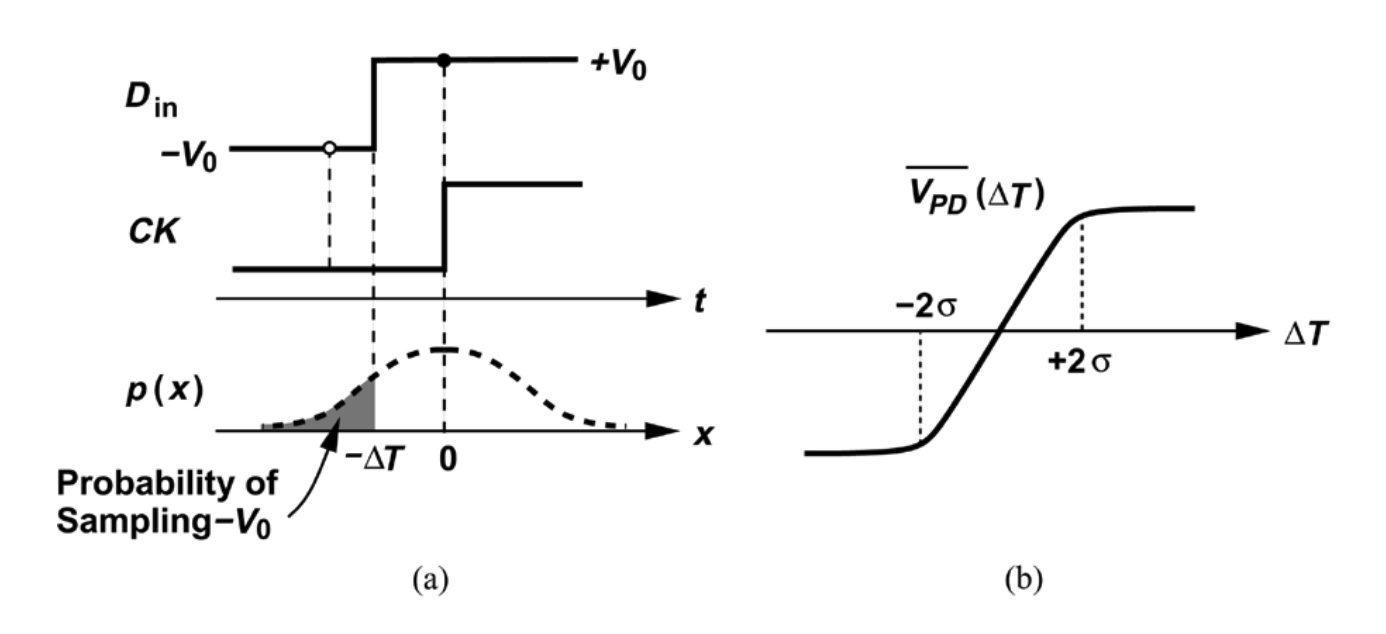 +V0
Din
−V0
CK
t
p(x)
x
−ΔT 0
Probability of
Sampling−V0
(a)
VPD(ΔT)
−2σ
ΔT
+2σ
(b)